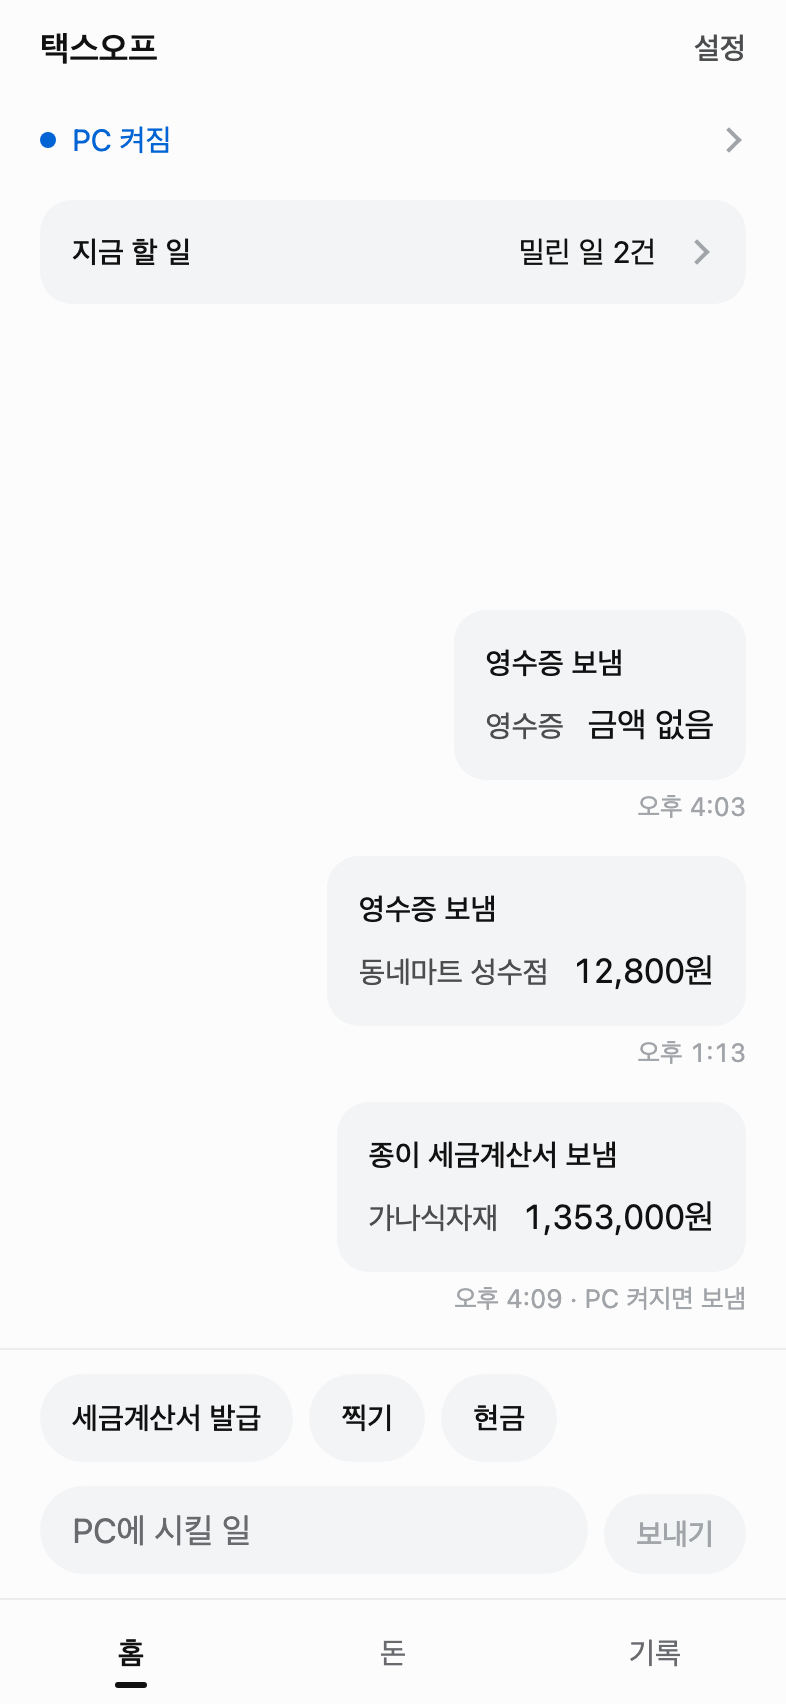 택스오프 설정
PC 켜짐
지금 할 일 밀린 일 2건
영수증 보냄
영수증 금액 없음
오후 4:03
영수증 보냄
동네마트 성수점 12,800원
오후 1:13
종이 세금계산서 보냄
가나식자재 1,353,000원
오후 4:09 · PC 켜지면 보냄
세금계산서 발급 찍기 현금
PC에 시킬 일 보내기
홈 돈 기록